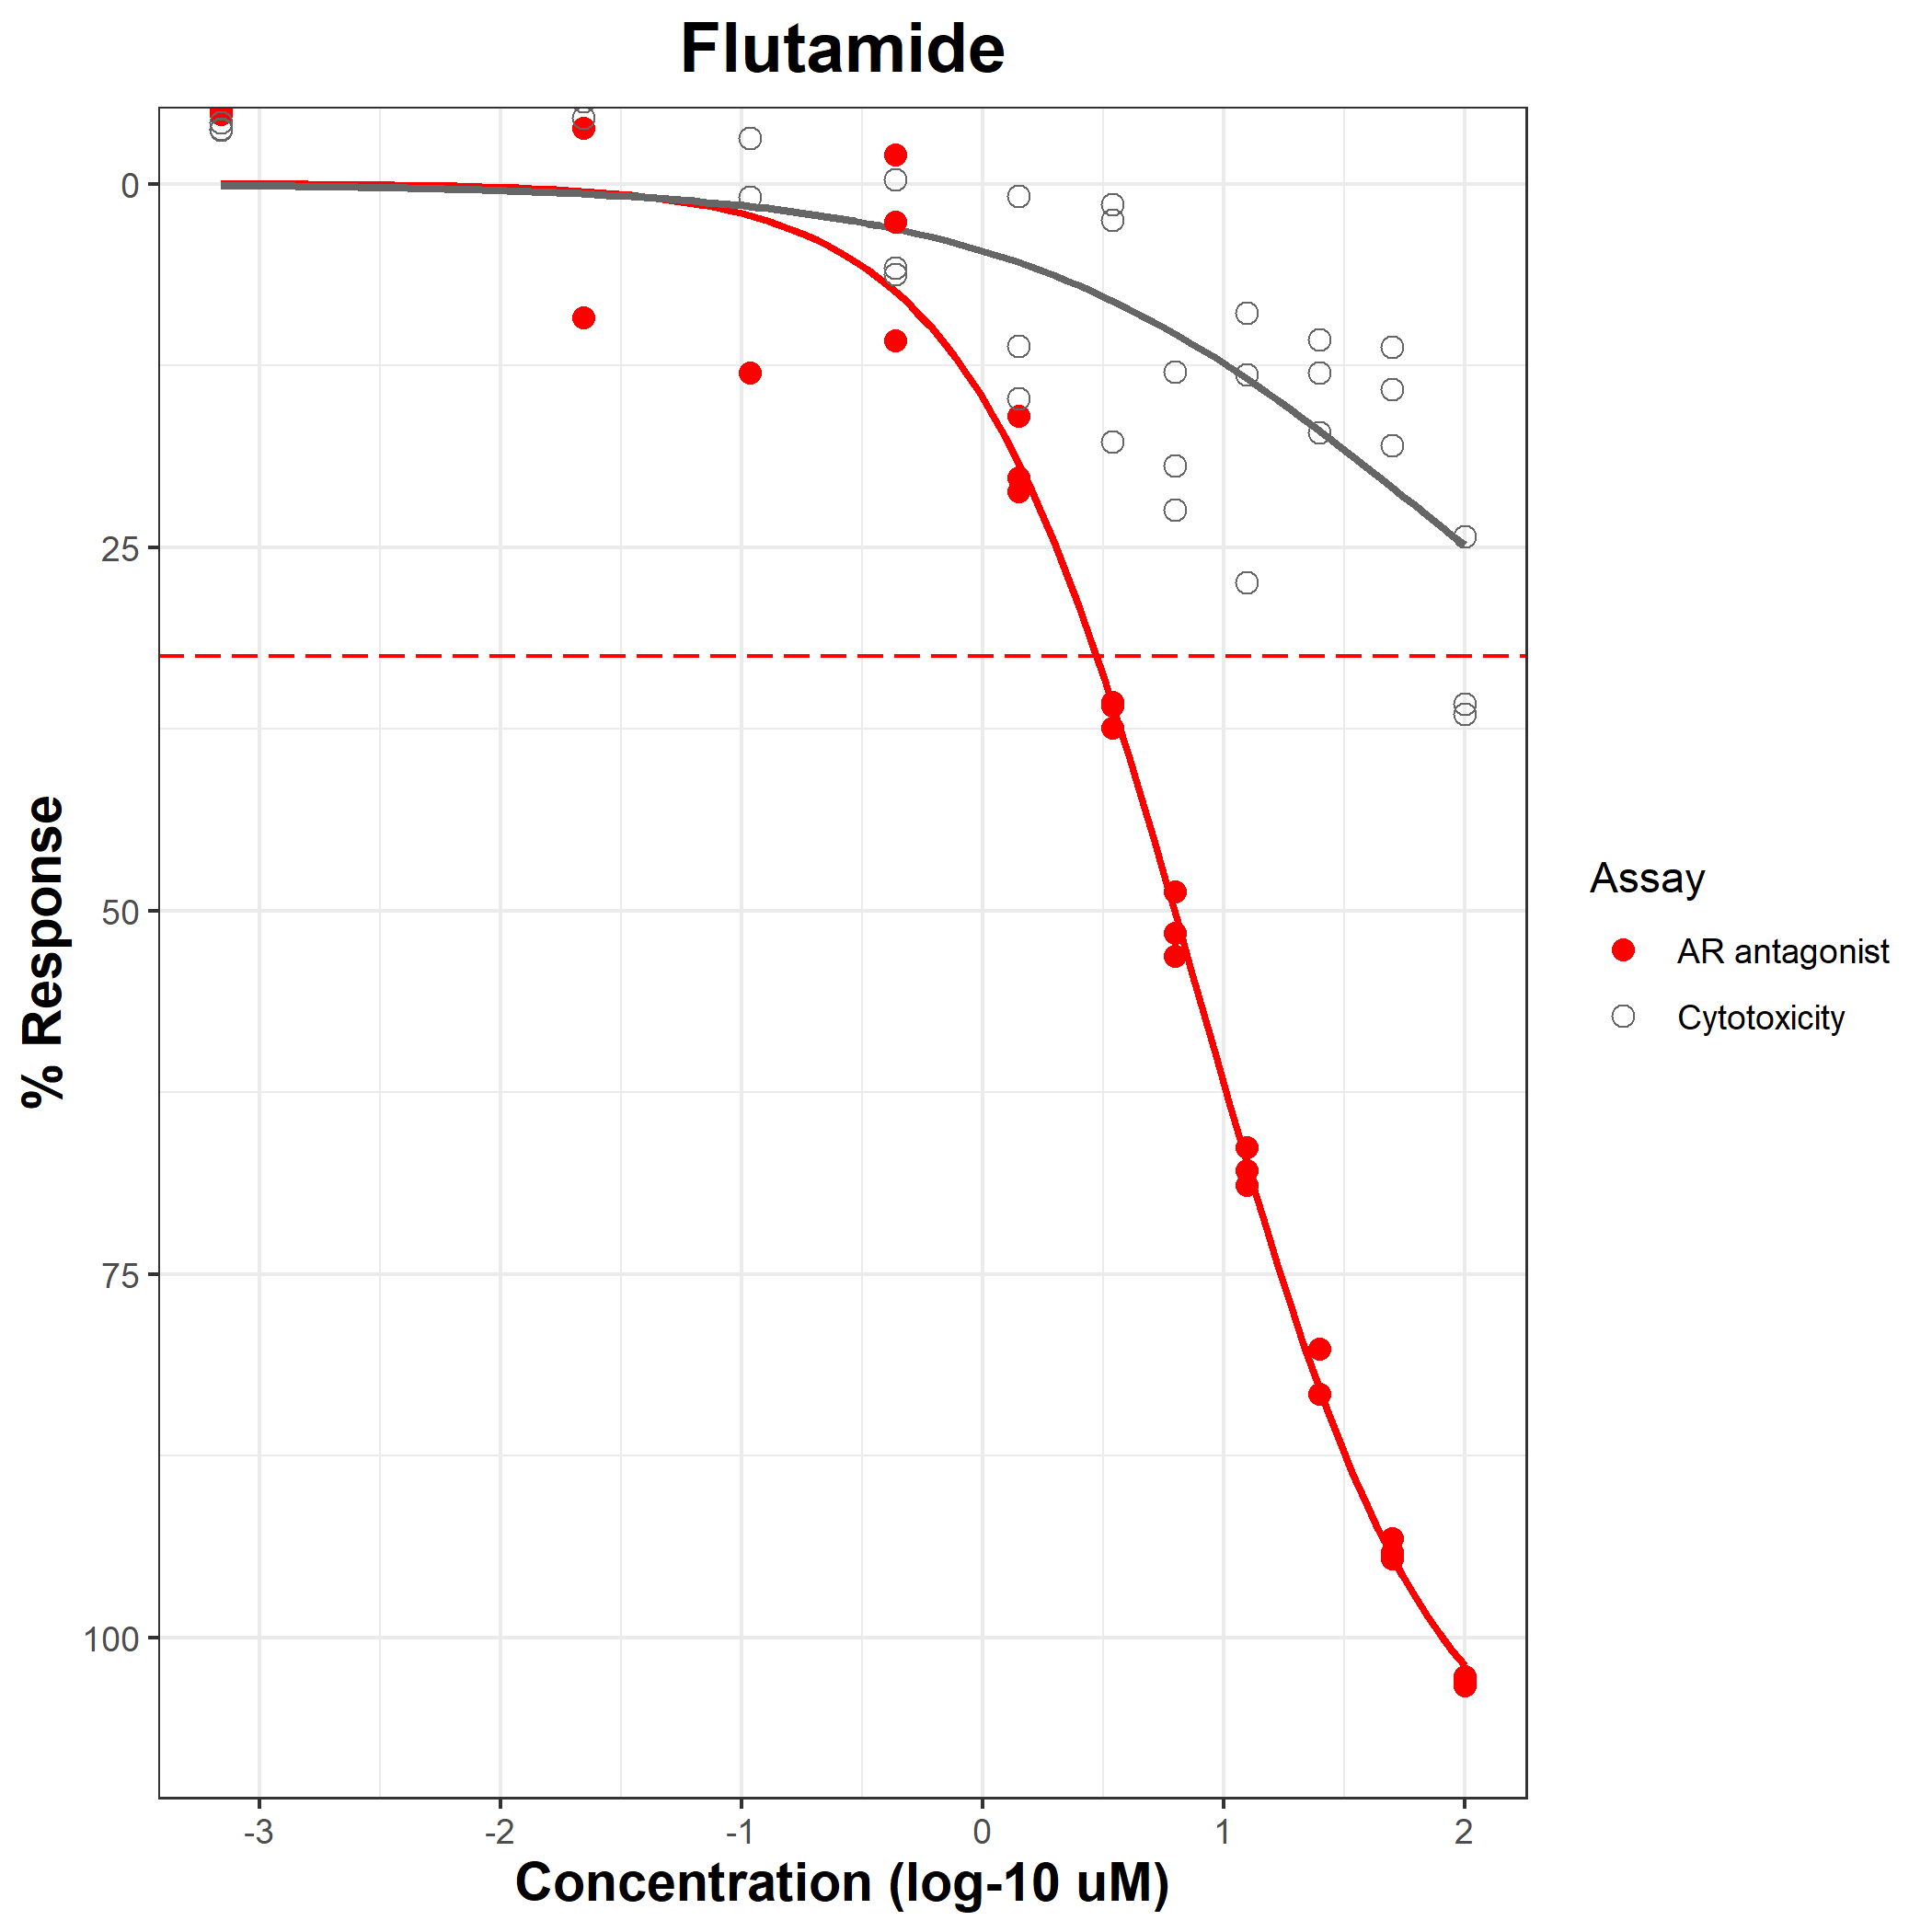 Flutamide
0
25
50
75
100
% Response
-3 -2 -1 0 1 2
Concentration (log-10 uM)
Assay
AR antagonist
Cytotoxicity